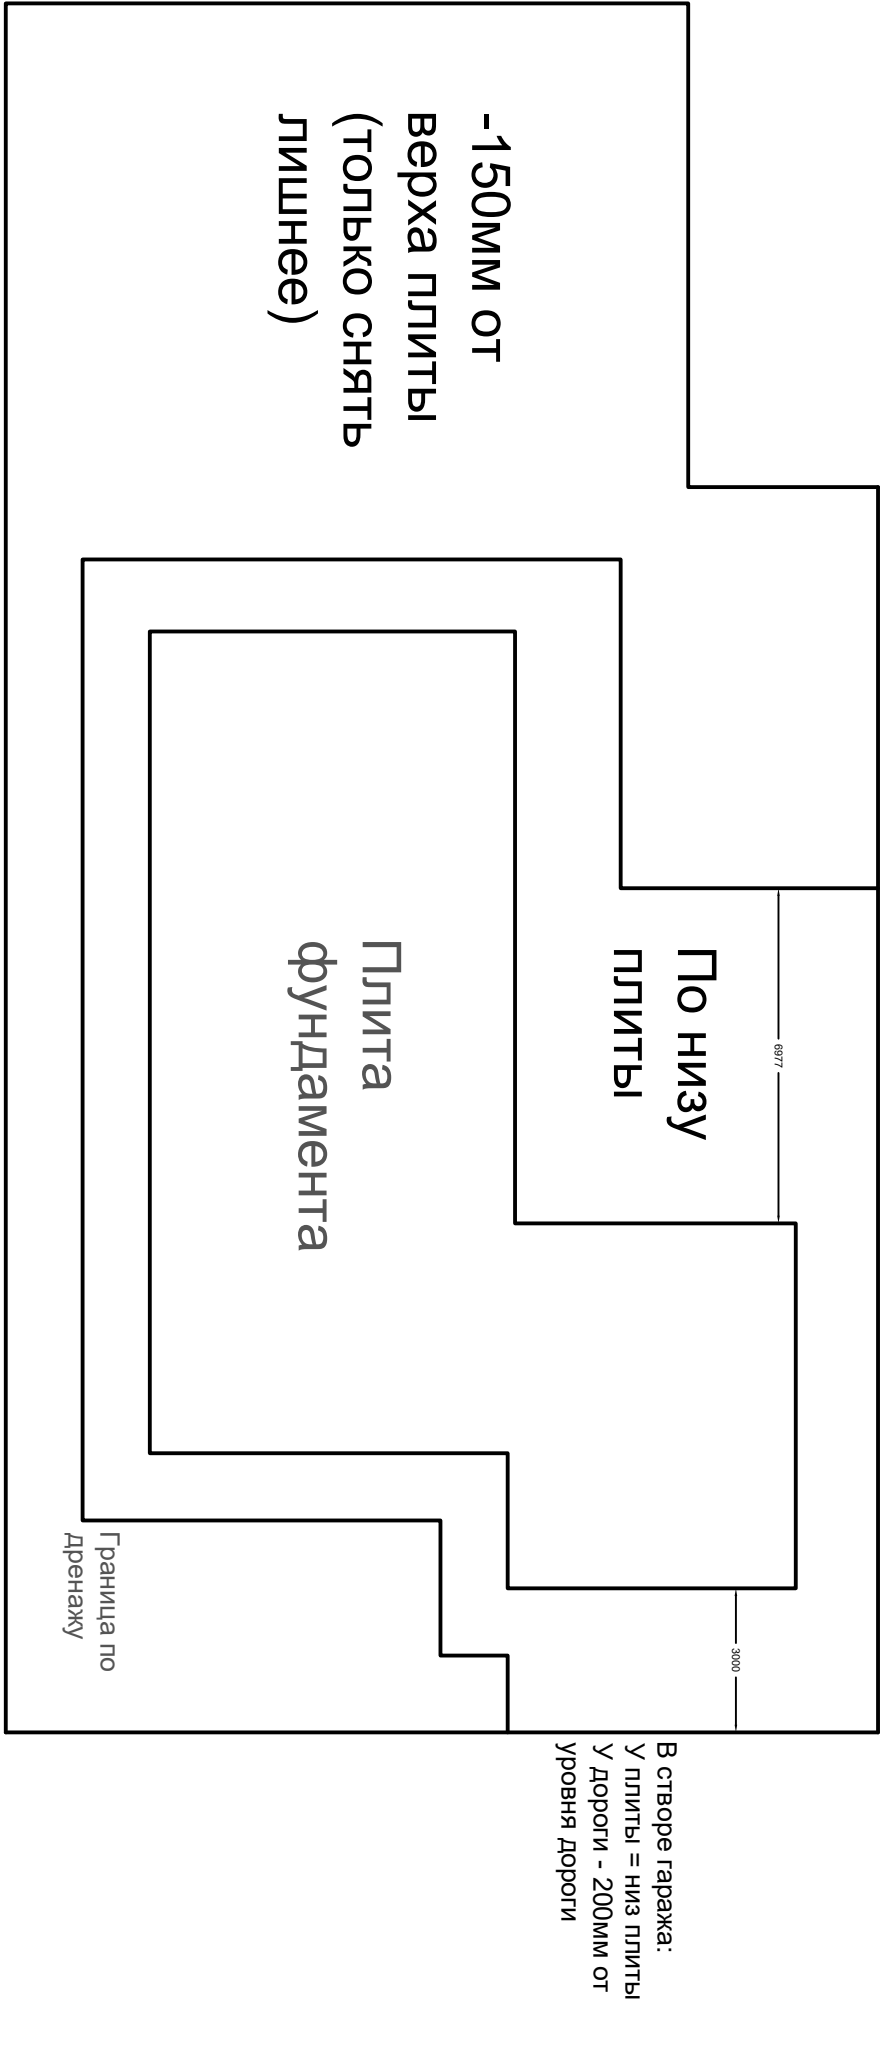 -150мм от
верха плиты
(только снять
лишнее)
6977
По низу
плиты
Плита
фундамента
3000
Граница по
дренажу
В створе гаража:
У плиты = низ плиты
У дороги - 200мм от
уровня дороги